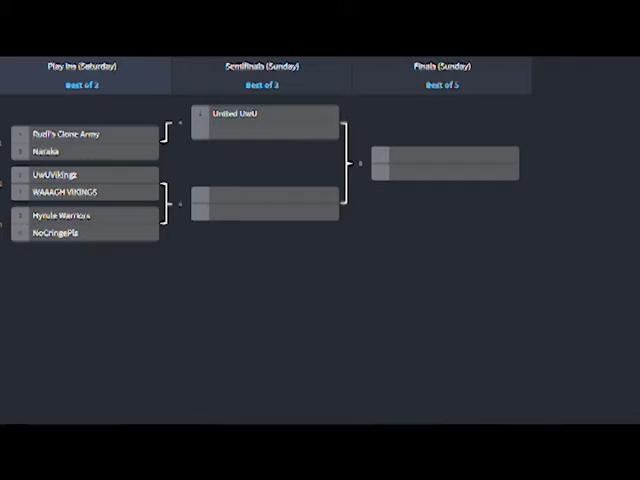 Play Ins (Saturday)
Semifinals (Sunday)
Finals (Sunday)
Best of 3
Best of 3
Best of 5
United UwU
Rudi's Clone Army
Naraka
UwUVikingz
WAAAGH VIKINGS
Hyrule Warriors
NoCringePls